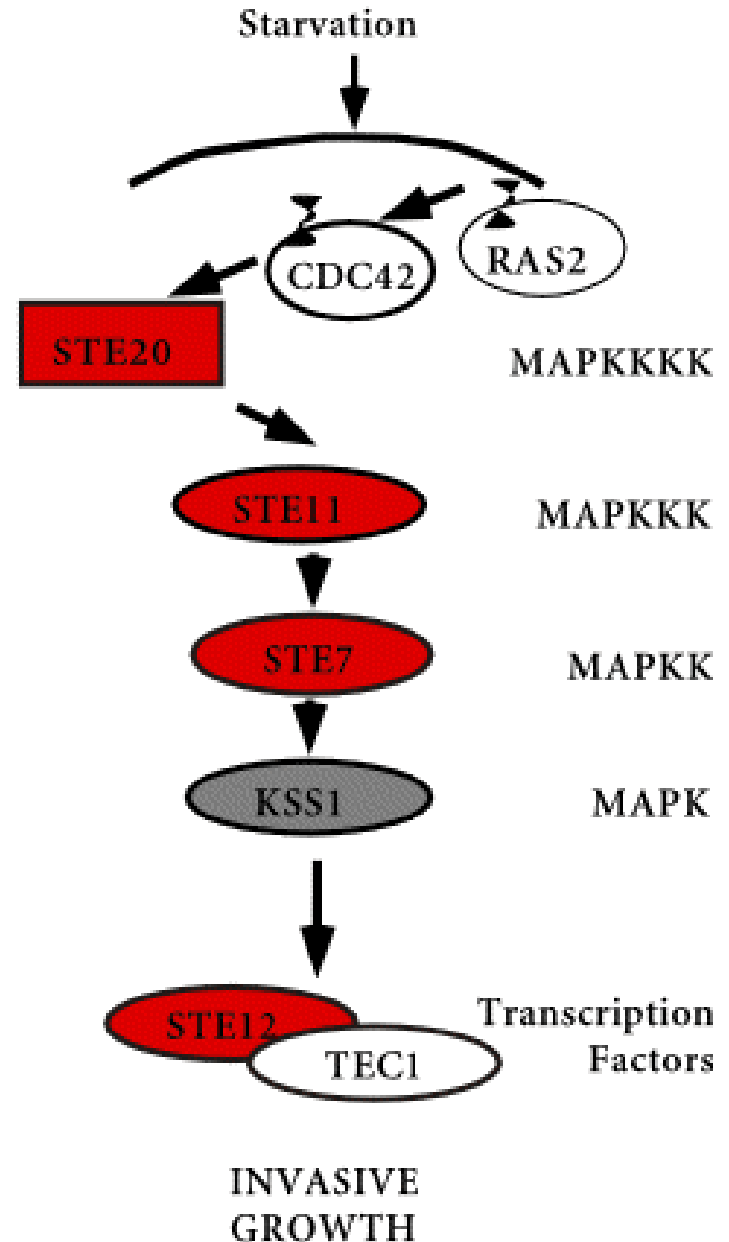 Starvation
RAS2
CDC42
STE20
MAPKKKK
STE11
MAPKKK
STE7
MAPKK
KSS1
MAPK
STE12
Transcription
TEC1
Factors
INVASIVE
GROWTH